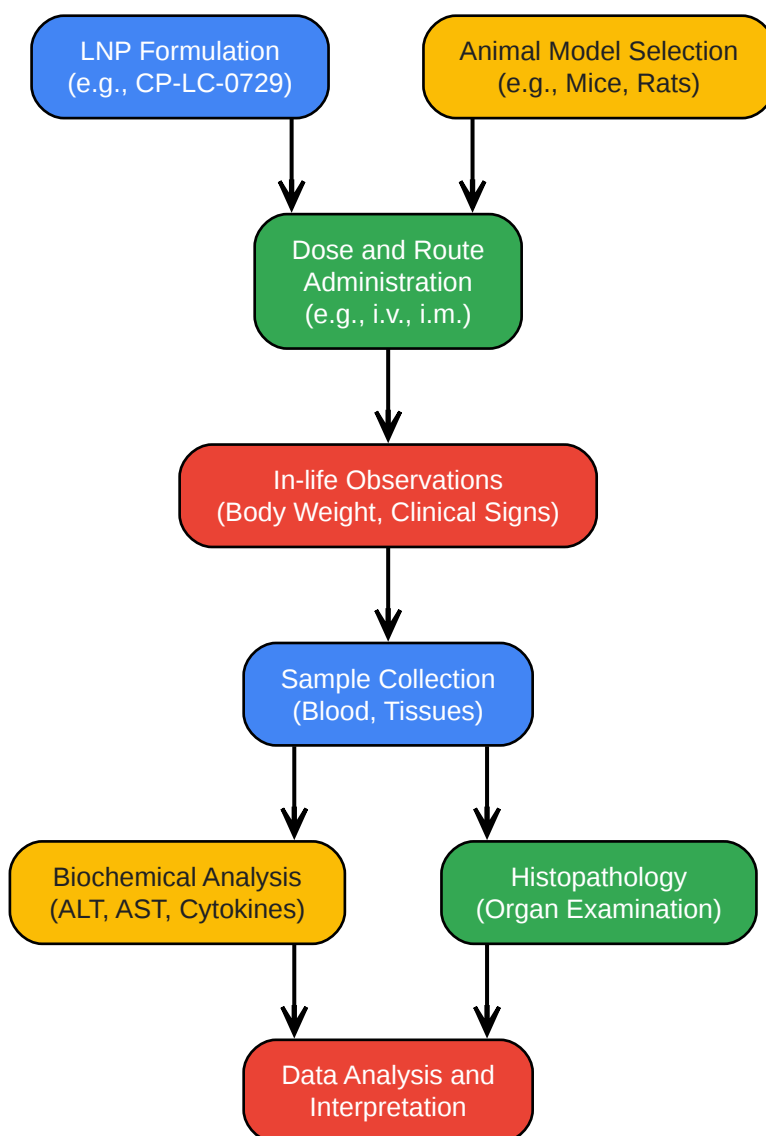 LNP Formulation
(e.g., CP-LC-0729)
Animal Model Selection
(e.g., Mice, Rats)
Dose and Route
Administration
(e.g., i.v., i.m.)
In-life Observations
(Body Weight, Clinical Signs)
Sample Collection
(Blood, Tissues)
Biochemical Analysis
(ALT, AST, Cytokines)
Histopathology
(Organ Examination)
Data Analysis and
Interpretation